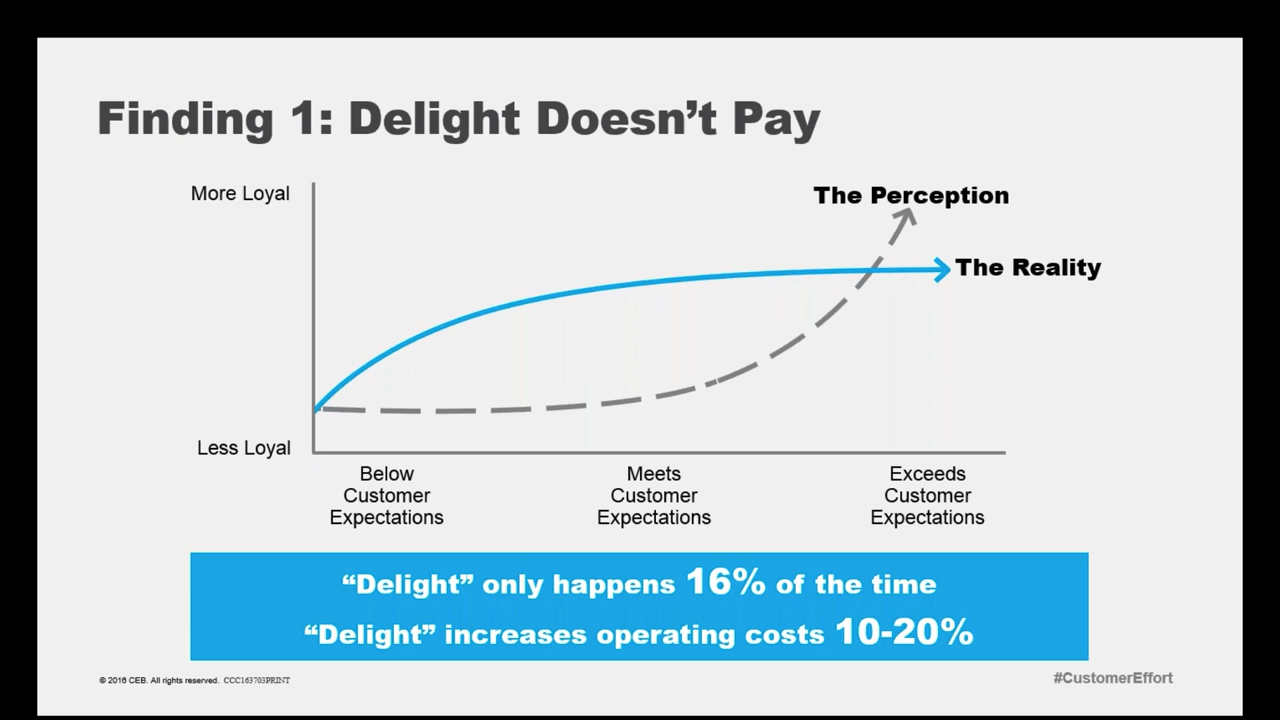 Finding 1: Delight Doesn’t Pay
More Loyal
The Perception
The Reality
Less Loyal
Below
Customer
Expectations
Meets
Customer
Expectations
Exceeds
Customer
Expectations
“Delight” only happens 16% of the time
“Delight” increases operating costs 10-20%
© 2016 CEB. All rights reserved. CCC163703PRINT
#CustomerEffort